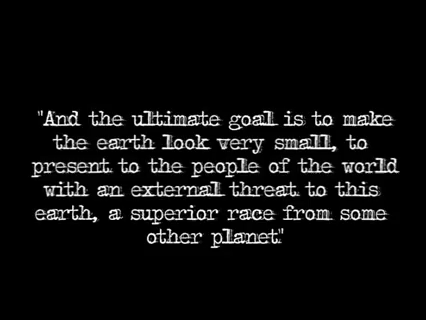 "And the ultimate goal is to make
the earth look very small, to
present to the people of the world
with an external threat to this
earth, a superior race from some
other planet"